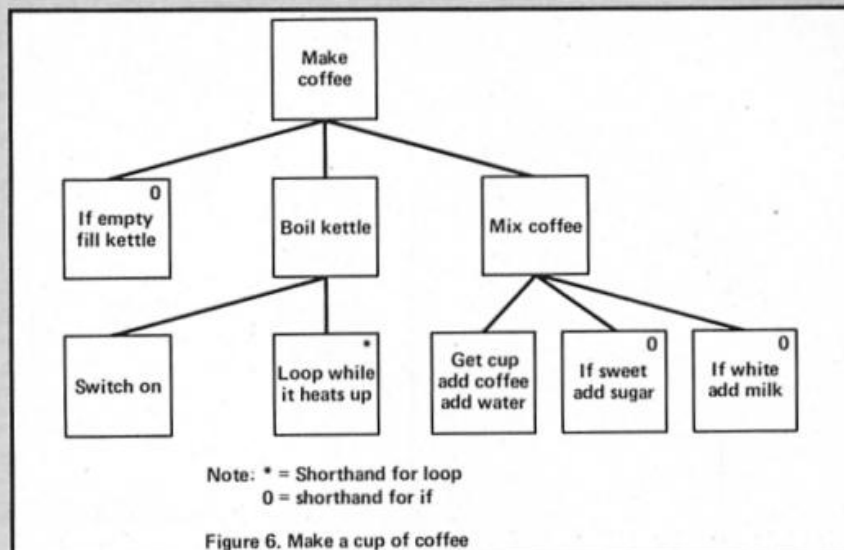 Make
coffee
0
If empty
fill kettle
Boil kettle
Mix coffee
Switch on
*
Loop while
it heats up
Get cup
add coffee
add water
0
If sweet
add sugar
0
If white
add milk
Note: * = Shorthand for loop
0 = shorthand for if
Figure 6. Make a cup of coffee